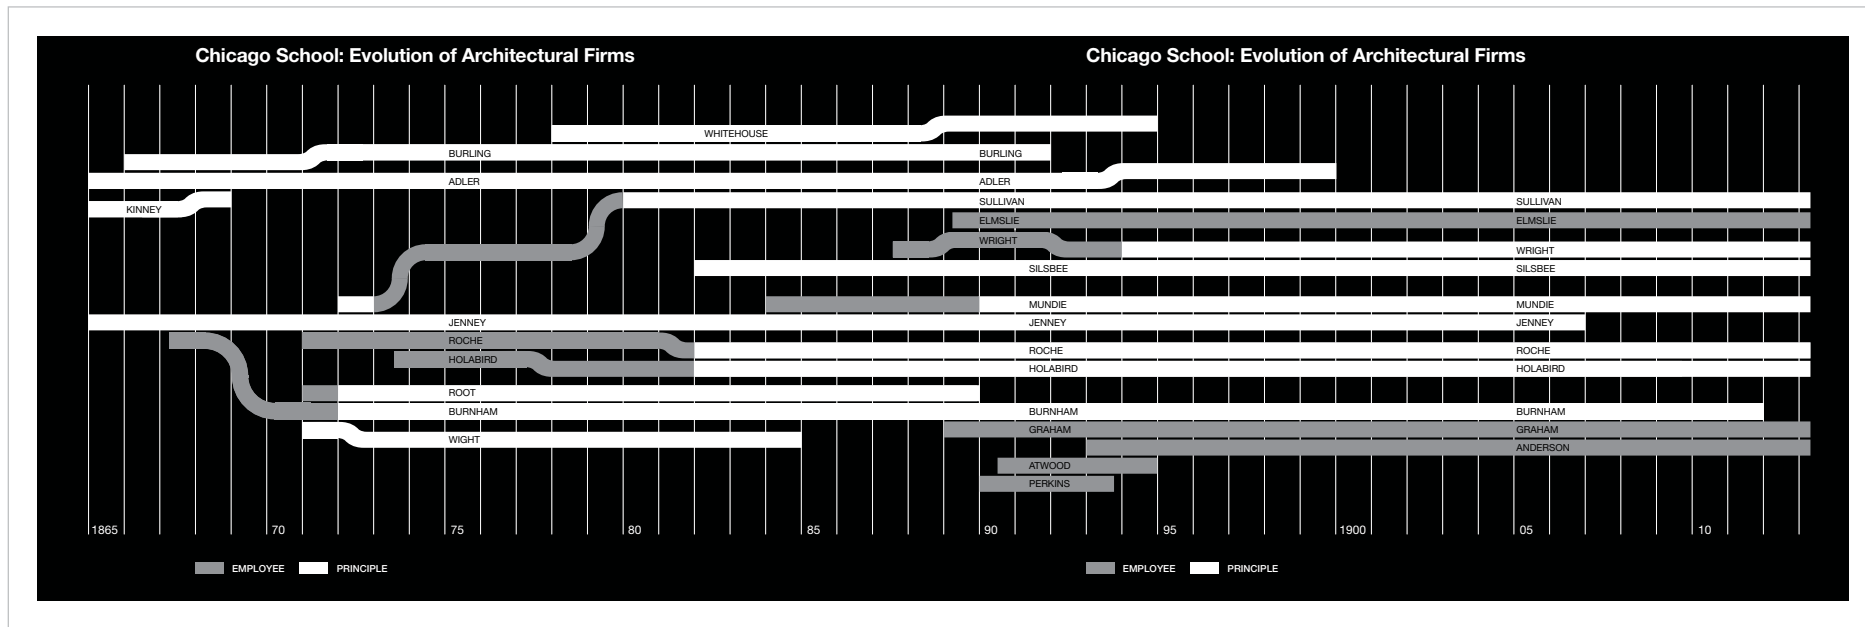 Chicago School: Evolution of Architectural Firms Chicago School: Evolution of Architectural Firms
WHITEHOUSE
BURLING BURLING
ADLER ADLER
SULLIVAN SULLIVAN
KINNEY
ELMSLIE ELMSLIE
WRIGHT
WRIGHT
SILSBEE SILSBEE
MUNDIE MUNDIE
JENNEY JENNEY JENNEY
ROCHE
ROCHE ROCHE
HOLABIRD
HOLABIRD HOLABIRD
ROOT
BURNHAM BURNHAM BURNHAM
GRAHAM GRAHAM
WIGHT
ANDERSON
ATWOOD
PERKINS
1865 70 75 80 85 90 95 1900 05 10
EMPLOYEE PRINCIPLE EMPLOYEE PRINCIPLE